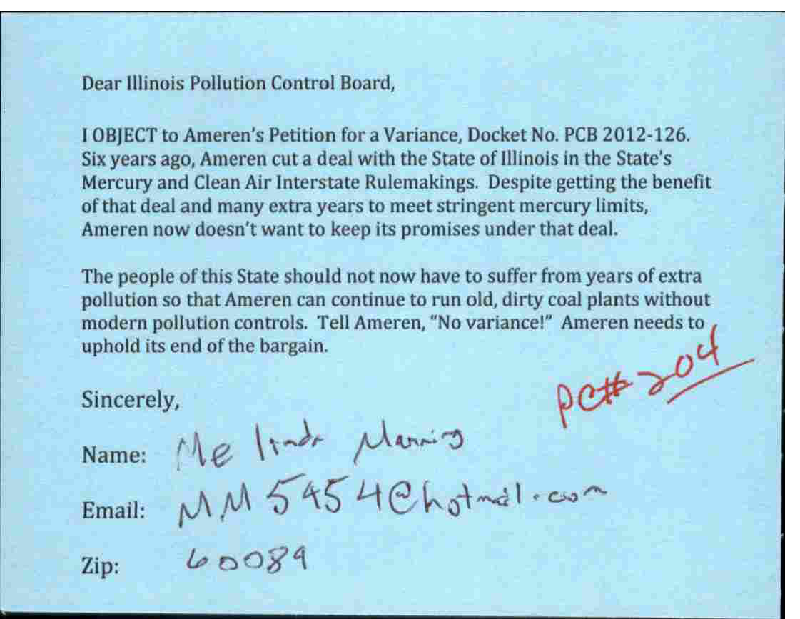 Dear Illinois Pollution Control Board,
I OBJECT to Ameren's Petition for a Variance, Docket No. PCB 2012-126.
Six years ago, Ameren cut a deal with the State of Illinois in the State's
Mercury and Clean Air Interstate Rulemakings. Despite getting the benefit
of that deal and many extra years to meet stringent mercury limits,
Ameren now doesn't want to keep its promises under that deal.
The people of this State should not now have to suffer from years of extra
pollution so that Ameren can continue to run old, dirty coal plants without
modern pollution controls. Tell Ameren, "No variance!" Ameren needs to
uphold its end of the bargain.
PC# 204
Sincerely,
Name: Melinda Manning
Email: MM5454@hotmail.com
Zip: 60089